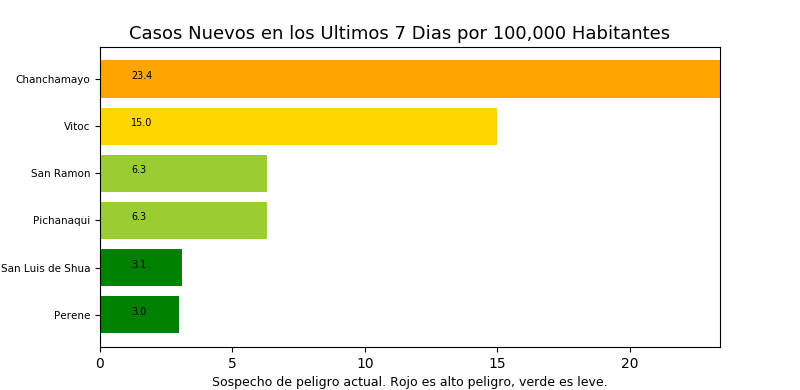 Casos Nuevos en los Ultimos 7 Dias por 100,000 Habitantes
Chanchamayo 23.4
Vitoc 15.0
San Ramon 6.3
Pichanaqui 6.3
San Luis de Shua 3.1
Perene 3.0
0 5 10 15 20
Sospecho de peligro actual. Rojo es alto peligro, verde es leve.